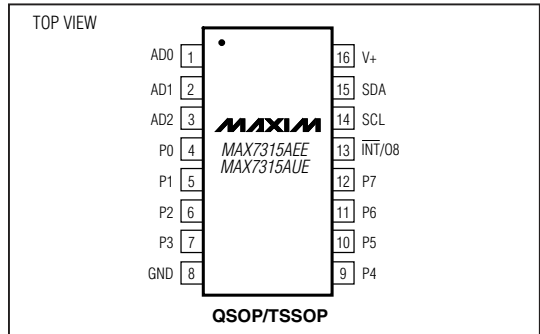 TOP VIEW
AD0 1
AD1 2
AD2 3
P0 4
P1 5
P2 6
P3 7
GND 8
MAXIM
MAX7315AEE
MAX7315AUE
16 V+
15 SDA
14 SCL
13 INT/O8
12 P7
11 P6
10 P5
9 P4
QSOP/TSSOP